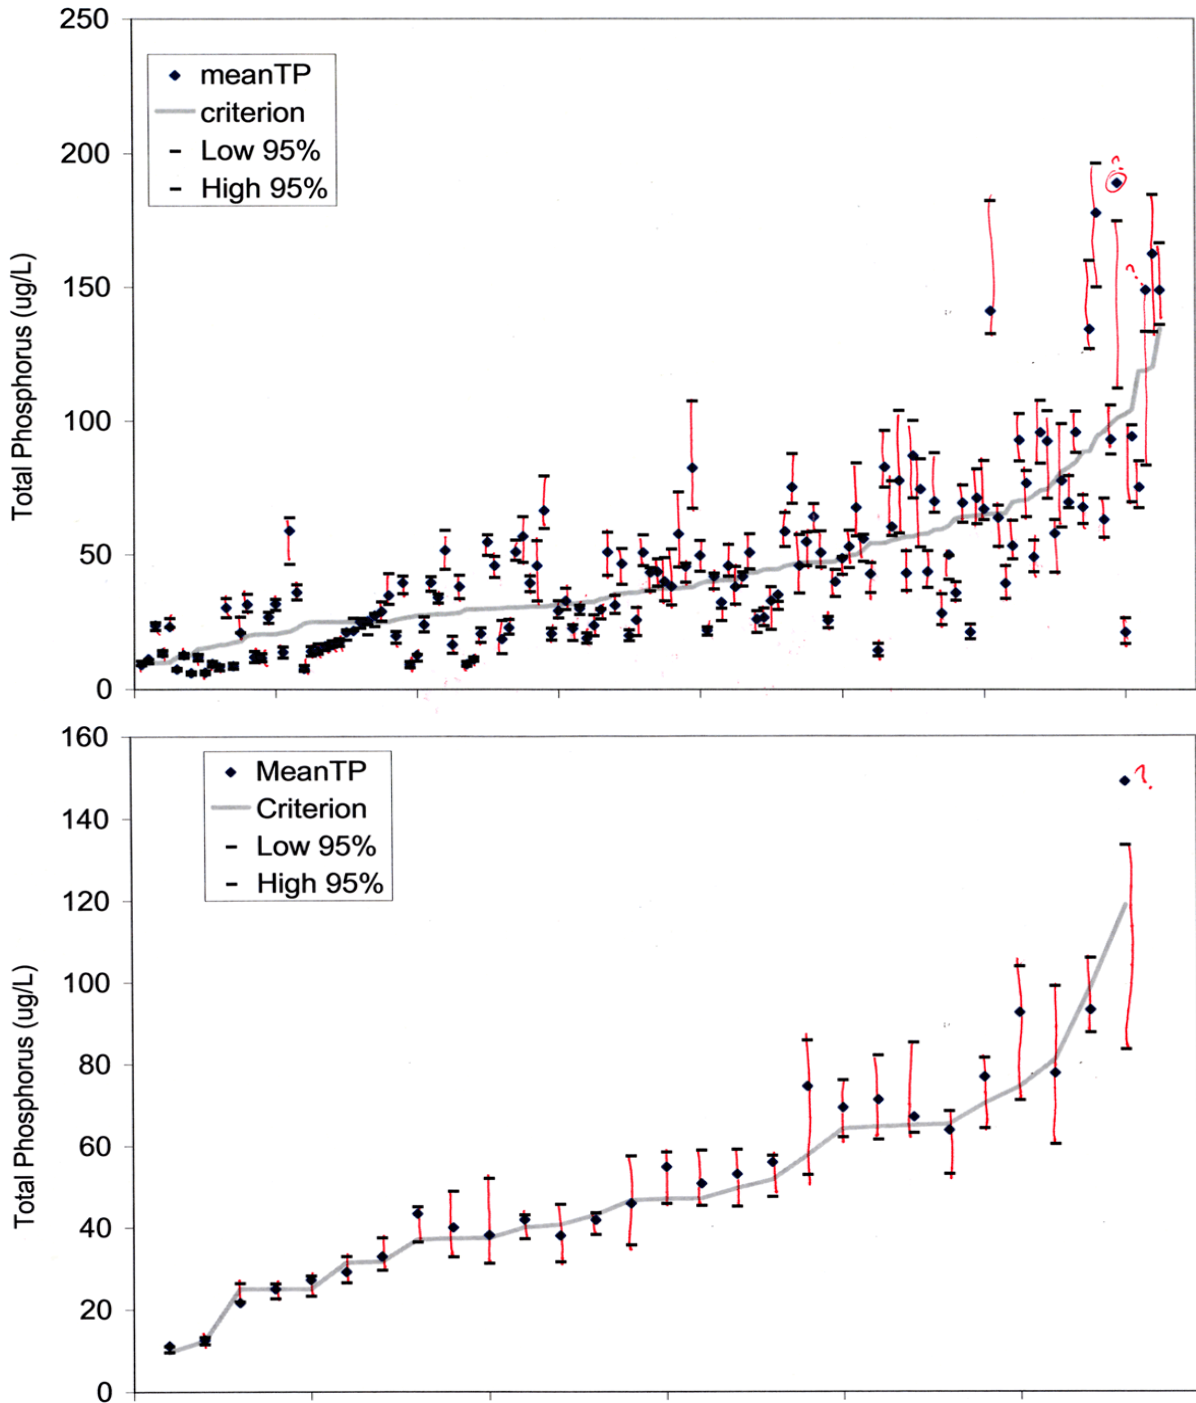 250
200
150
100
50
0
Total Phosphorus (ug/L)
meanTP
criterion
Low 95%
High 95%
?
?
160
140
120
100
80
60
40
20
0
Total Phosphorus (ug/L)
MeanTP
Criterion
Low 95%
High 95%
?